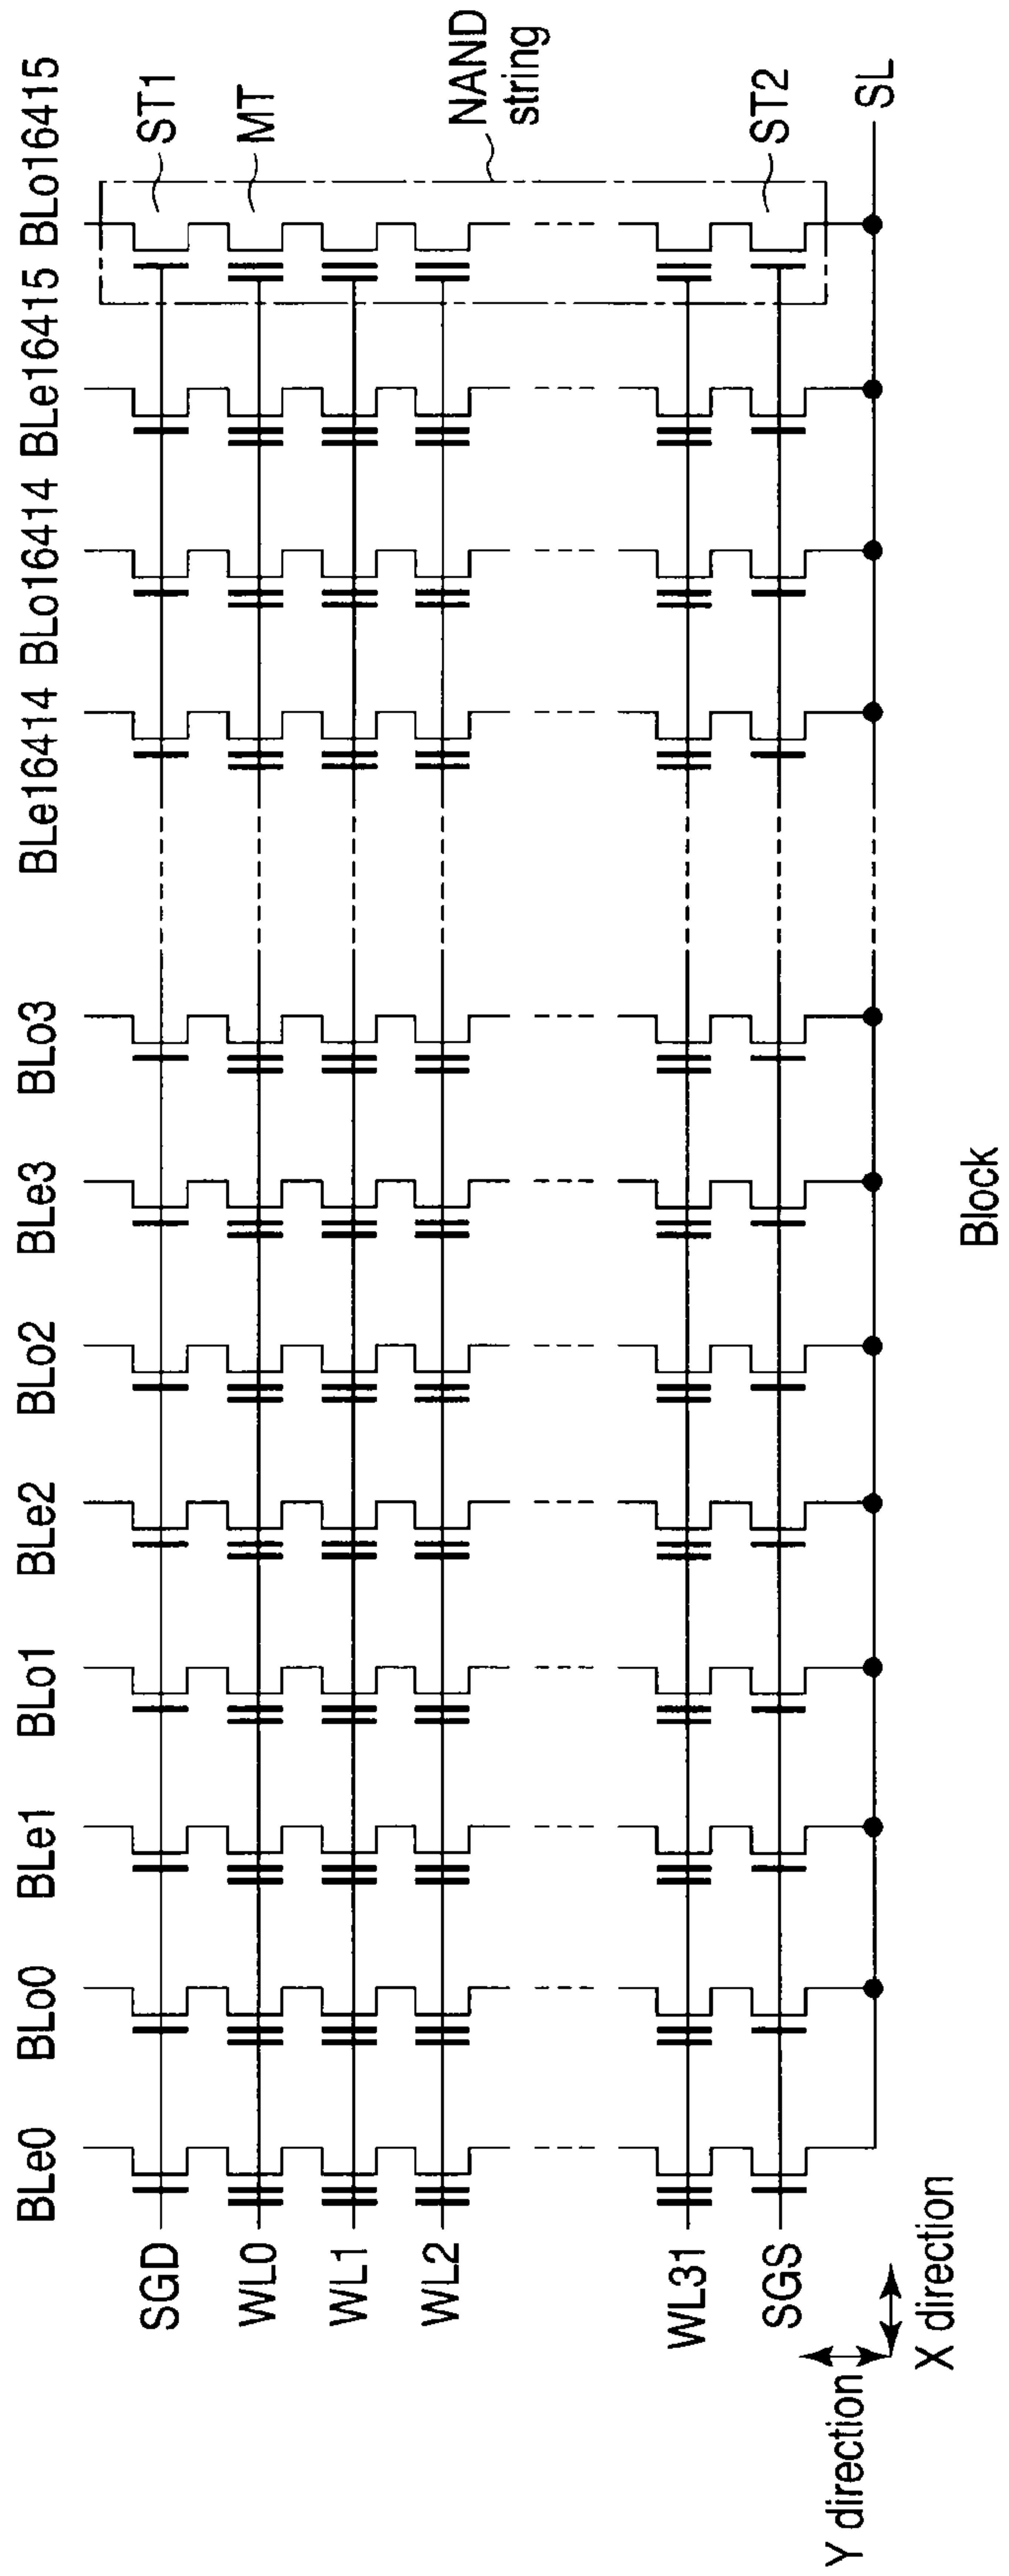 BLe0 BLo0 BLe1 BLo1 BLe2 BLo2 BLe3 BLo3 BLe16414 BLo16414 BLe16415 BLo16415
SGD
ST1
WL0
MT
WL1
WL2
NAND
string
WL31
SGS
ST2
SL
Y direction
X direction
Block